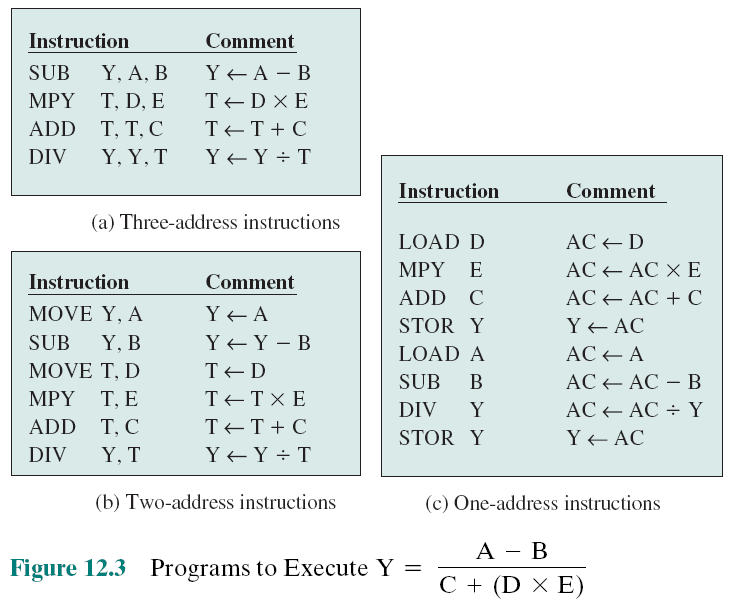 Instruction Comment
SUB Y, A, B Y ← A − B
MPY T, D, E T ← D × E
ADD T, T, C T ← T + C
DIV Y, Y, T Y ← Y ÷ T
(a) Three-address instructions
Instruction Comment
MOVE Y, A Y ← A
SUB Y, B Y ← Y − B
MOVE T, D T ← D
MPY T, E T ← T × E
ADD T, C T ← T + C
DIV Y, T Y ← Y ÷ T
(b) Two-address instructions
Instruction Comment
LOAD D AC ← D
MPY E AC ← AC × E
ADD C AC ← AC + C
STOR Y Y ← AC
LOAD A AC ← A
SUB B AC ← AC − B
DIV Y AC ← AC ÷ Y
STOR Y Y ← AC
(c) One-address instructions
Figure 12.3 Programs to Execute Y =
A − B
C + (D × E)